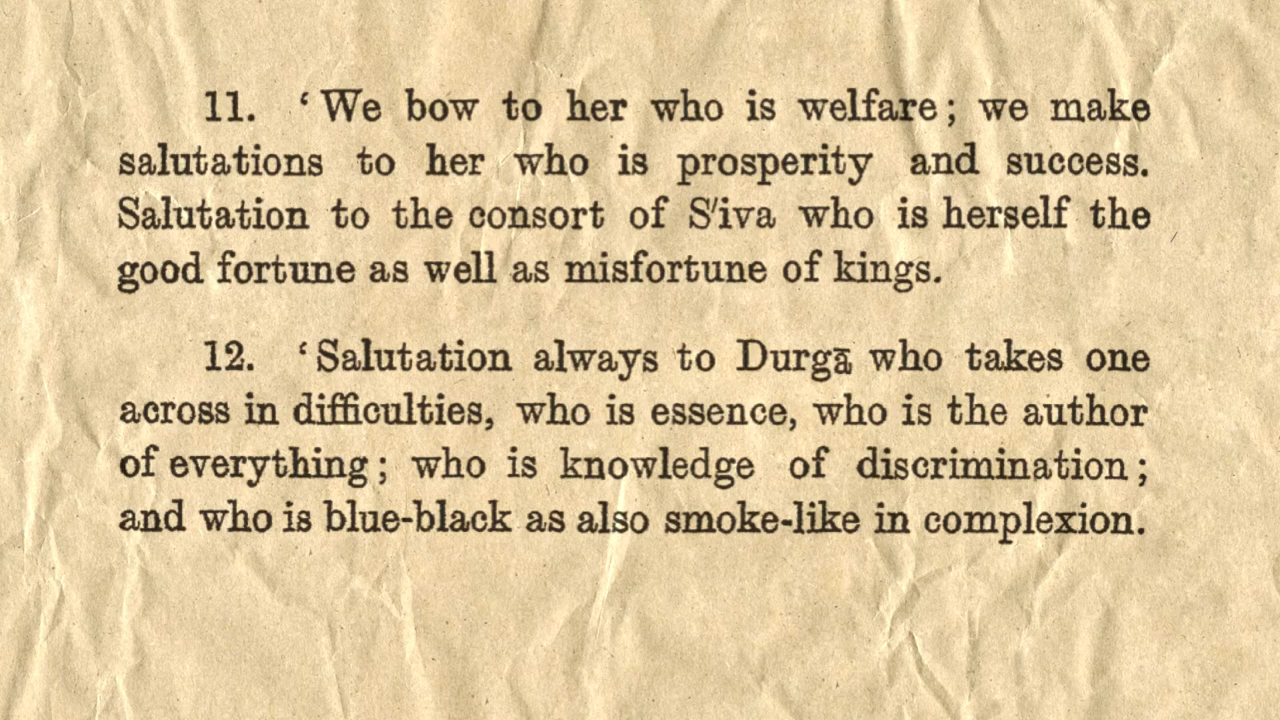 11. ‘We bow to her who is welfare; we make
salutations to her who is prosperity and success.
Salutation to the consort of S'iva who is herself the
good fortune as well as misfortune of kings.
12. ‘Salutation always to Durgā who takes one
across in difficulties, who is essence, who is the author
of everything; who is knowledge of discrimination;
and who is blue-black as also smoke-like in complexion.